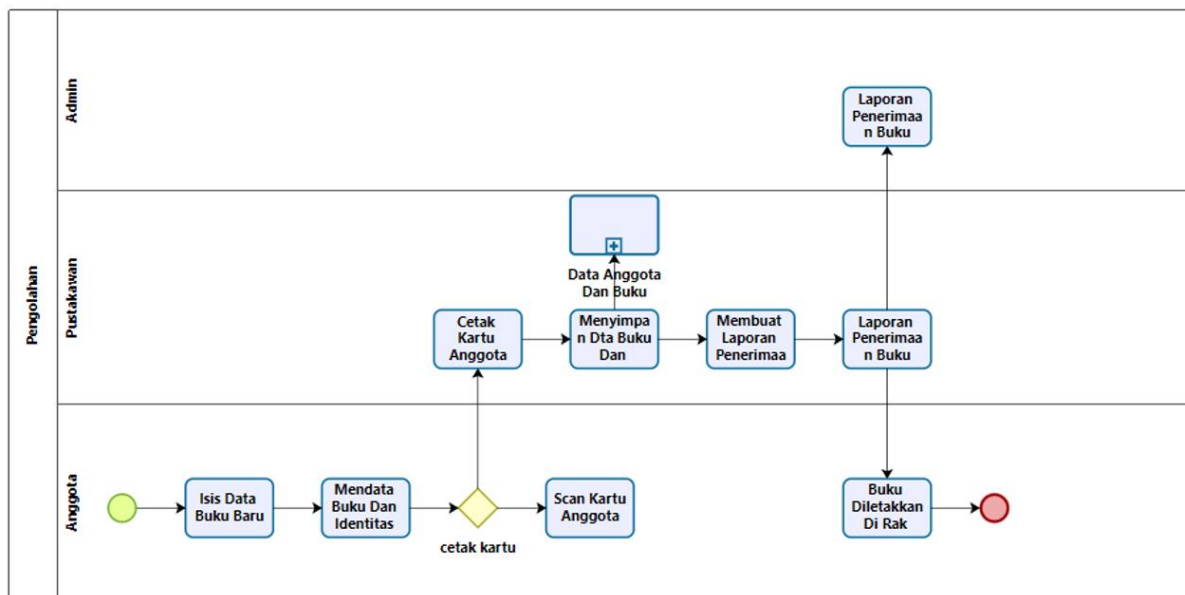 Pengolahan
Admin
Laporan
Penerimaa
n Buku
Pustakawan
Data Anggota
Dan Buku
Cetak
Kartu
Anggota
Menyimpa
n Dta Buku
Dan
Membuat
Laporan
Penerimaa
Laporan
Penerimaa
n Buku
Anggota
Isis Data
Buku Baru
Mendata
Buku Dan
Identitas
cetak kartu
Scan Kartu
Anggota
Buku
Diletakkan
Di Rak